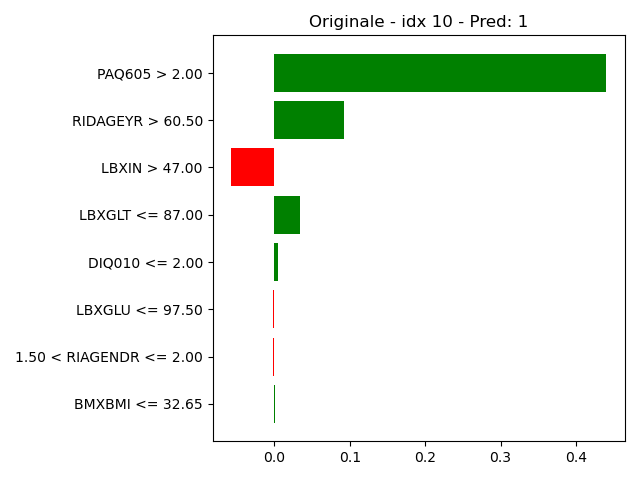 Originale - idx 10 - Pred: 1
PAQ605 > 2.00
RIDAGEYR > 60.50
LBXIN > 47.00
LBXGLT <= 87.00
DIQ010 <= 2.00
LBXGLU <= 97.50
1.50 < RIAGENDR <= 2.00
BMXBMI <= 32.65
0.0 0.1 0.2 0.3 0.4